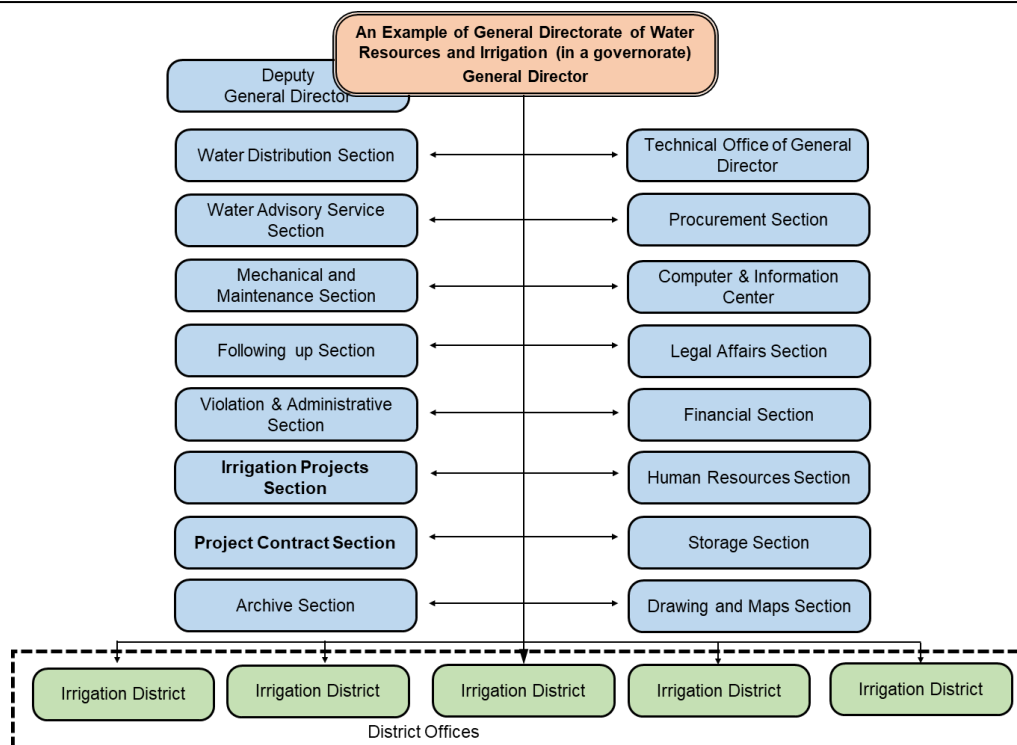 An Example of General Directorate of Water
Resources and Irrigation (in a governorate)
General Director
Deputy
General Director
Water Distribution Section
Technical Office of General
Director
Water Advisory Service
Section
Procurement Section
Mechanical and
Maintenance Section
Computer & Information
Center
Following up Section
Legal Affairs Section
Violation & Administrative
Section
Financial Section
Irrigation Projects
Section
Human Resources Section
Project Contract Section
Storage Section
Archive Section
Drawing and Maps Section
Irrigation District
Irrigation District
Irrigation District
Irrigation District
Irrigation District
District Offices